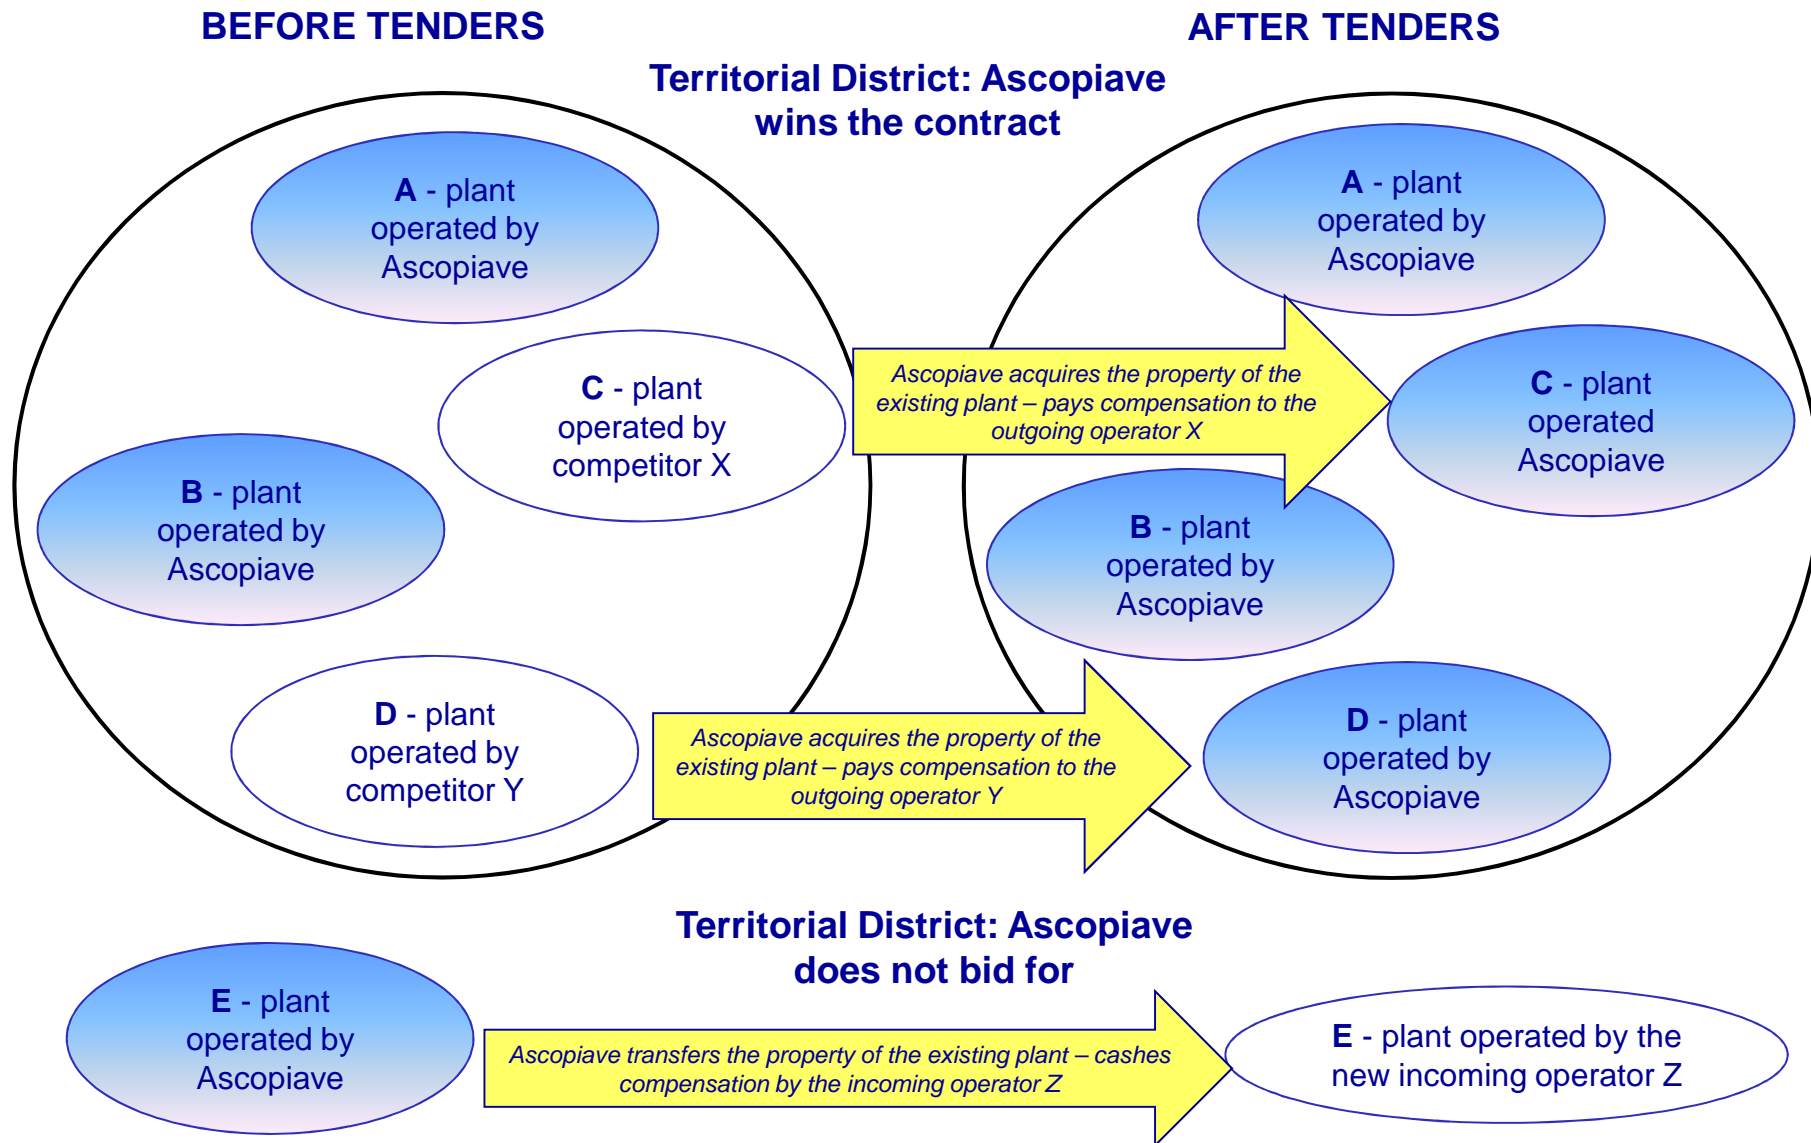 BEFORE TENDERS
AFTER TENDERS
Territorial District: Ascopiave
wins the contract
A - plant
operated by
Ascopiave
C - plant
operated by
competitor X
B - plant
operated by
Ascopiave
D - plant
operated by
competitor Y
Ascopiave acquires the property of the
existing plant – pays compensation to the
outgoing operator X
Ascopiave acquires the property of the
existing plant – pays compensation to the
outgoing operator Y
A - plant
operated by
Ascopiave
C - plant
operated
Ascopiave
B - plant
operated by
Ascopiave
D - plant
operated by
Ascopiave
Territorial District: Ascopiave
does not bid for
E - plant
operated by
Ascopiave
Ascopiave transfers the property of the existing plant – cashes
compensation by the incoming operator Z
E - plant operated by the
new incoming operator Z